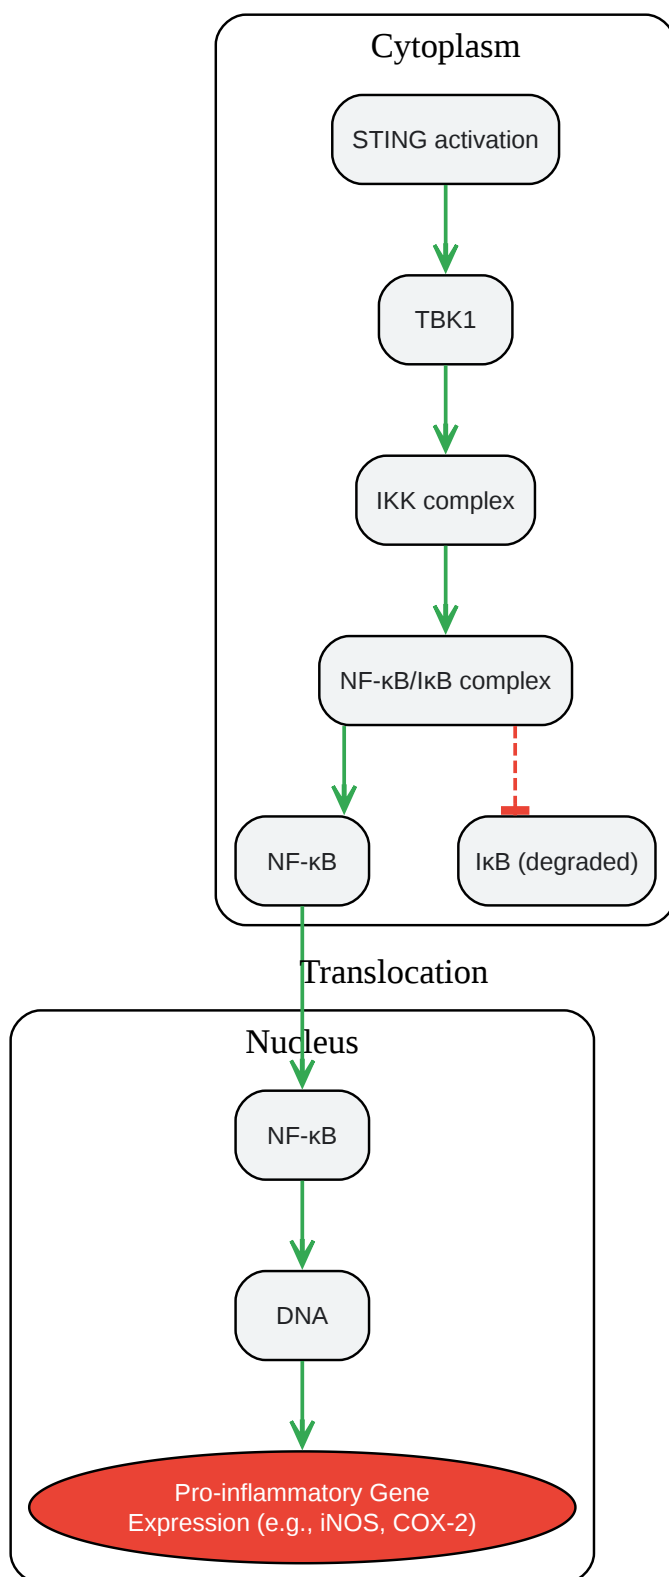 Cytoplasm
STING activation
TBK1
IKK complex
NF-κB/IκB complex
NF-κB
IκB (degraded)
Translocation
Nucleus
NF-κB
DNA
Pro-inflammatory Gene
Expression (e.g., iNOS, COX-2)